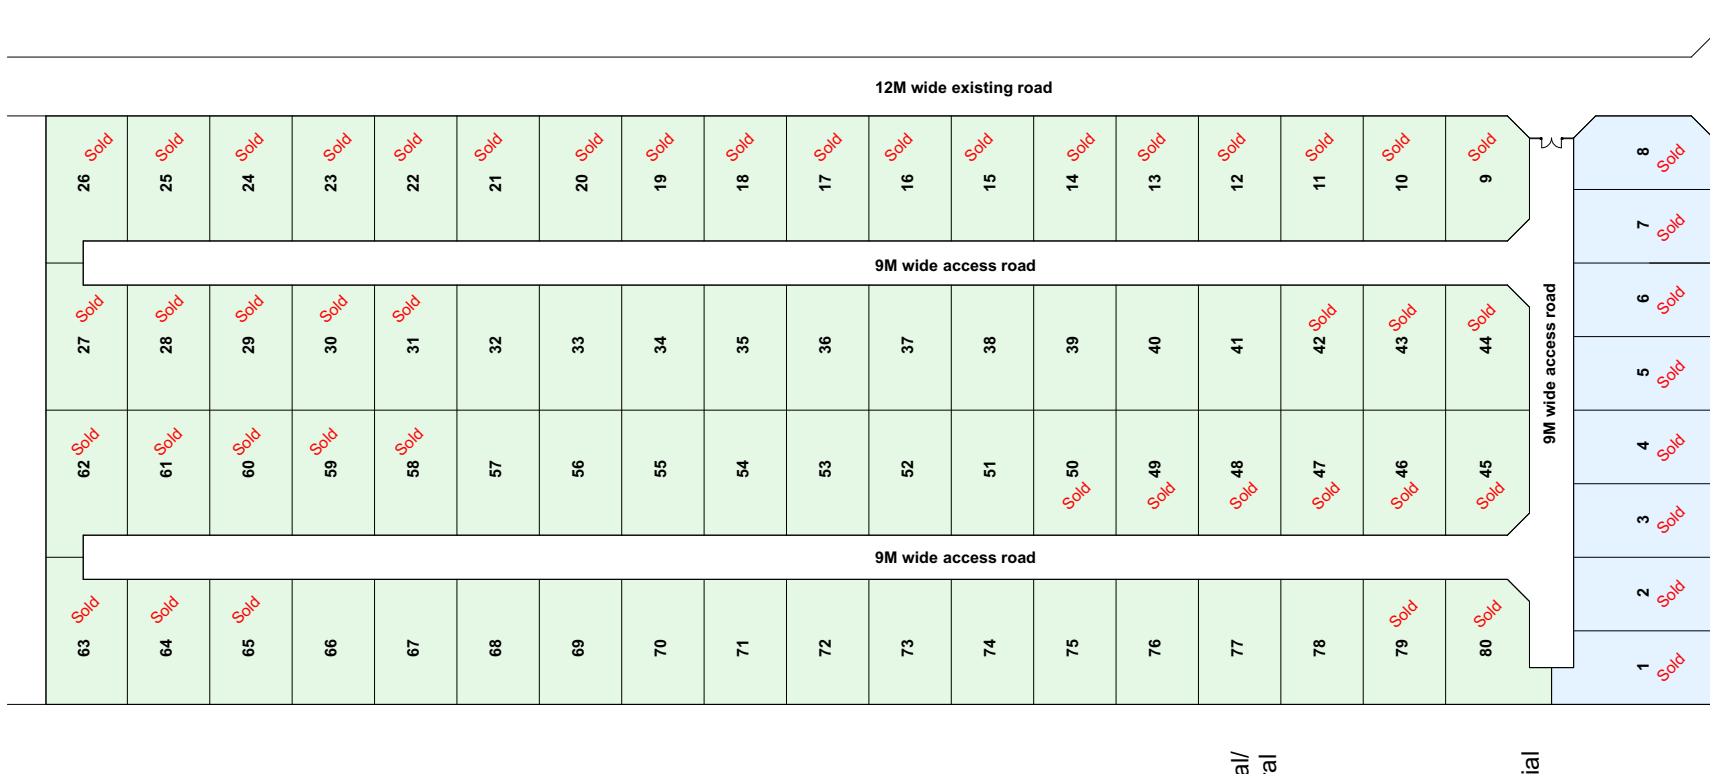 12M wide existing road
Sold Sold Sold Sold Sold Sold Sold Sold Sold Sold Sold Sold Sold Sold Sold Sold Sold Sold
26 25 24 23 22 21 20 19 18 17 16 15 14 13 12 11 10 9
8 Sold
7 Sold
9M wide access road
6 Sold
Sold Sold Sold Sold Sold Sold Sold Sold
27 28 29 30 31 32 33 34 35 36 37 38 39 40 41 42 43 44
9M wide access road
5 Sold
4 Sold
Sold Sold Sold Sold Sold
62 61 60 59 58 57 56 55 54 53 52 51 50 49 48 47 46 45
Sold Sold Sold Sold Sold Sold
3 Sold
9M wide access road
2 Sold
Sold Sold Sold Sold Sold
63 64 65 66 67 68 69 70 71 72 73 74 75 76 77 78 79 80
1 Sold